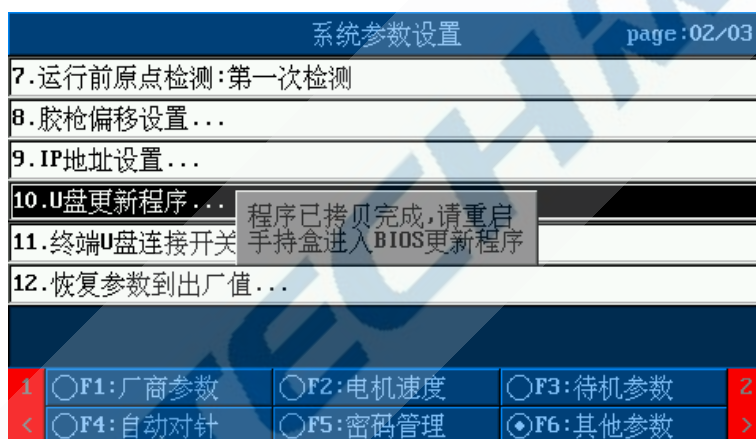 系统参数设置 page:02/03
7.运行前原点检测:第一次检测
8.胶枪偏移设置...
9.IP地址设置...
10.U盘更新程序...
程序已拷贝完成,请重启
手持盒进入BIOS更新程序
11.终端U盘连接开关
12.恢复参数到出厂值...
1 F1:厂商参数 F2:电机速度 F3:待机参数 2
< F4:自动对针 F5:密码管理 F6:其他参数 >
TECHM